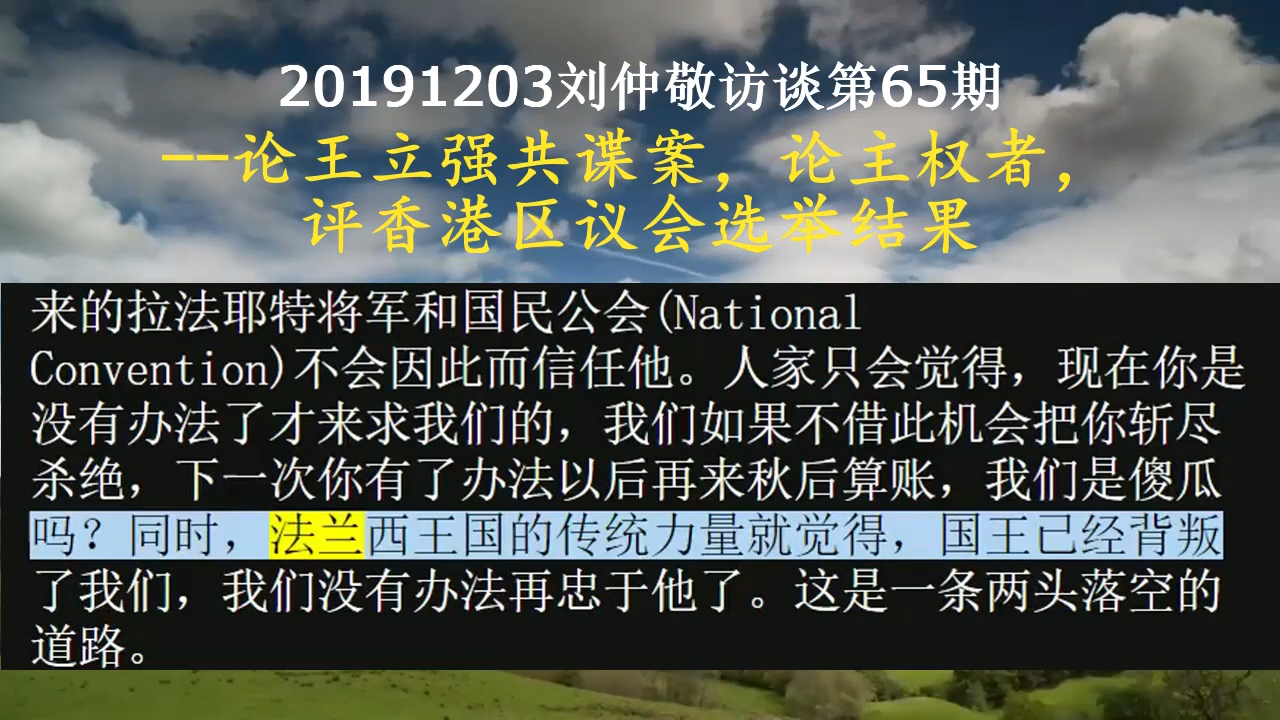 20191203刘仲敬访谈第65期
--论王立强共谍案，论主权者，
评香港区议会选举结果
来的拉法耶特将军和国民公会(National
Convention)不会因此而信任他。人家只会觉得，现在你是
没有办法了才来求我们的，我们如果不借此机会把你斩尽
杀绝，下一次你有了办法以后再来秋后算账，我们是傻瓜
吗？同时，法兰西王国的传统力量就觉得，国王已经背叛
了我们，我们没有办法再忠于他了。这是一条两头落空的
道路。